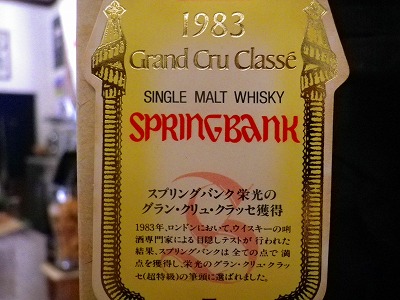 1983
Grand Cru Classé
SINGLE MALT WHISKY
SPRINGBANK
スプリングバンク栄光の
グラン・クリュ・クラッセ獲得
1983年、ロンドンにおいて、ウイスキーの唎
酒専門家による目隠しテストが行われた
結果、スプリングバンクは全ての点で満
点を獲得し、栄光のグラン・クリュ・クラッ
セ(超特級)の筆頭に選ばれました。